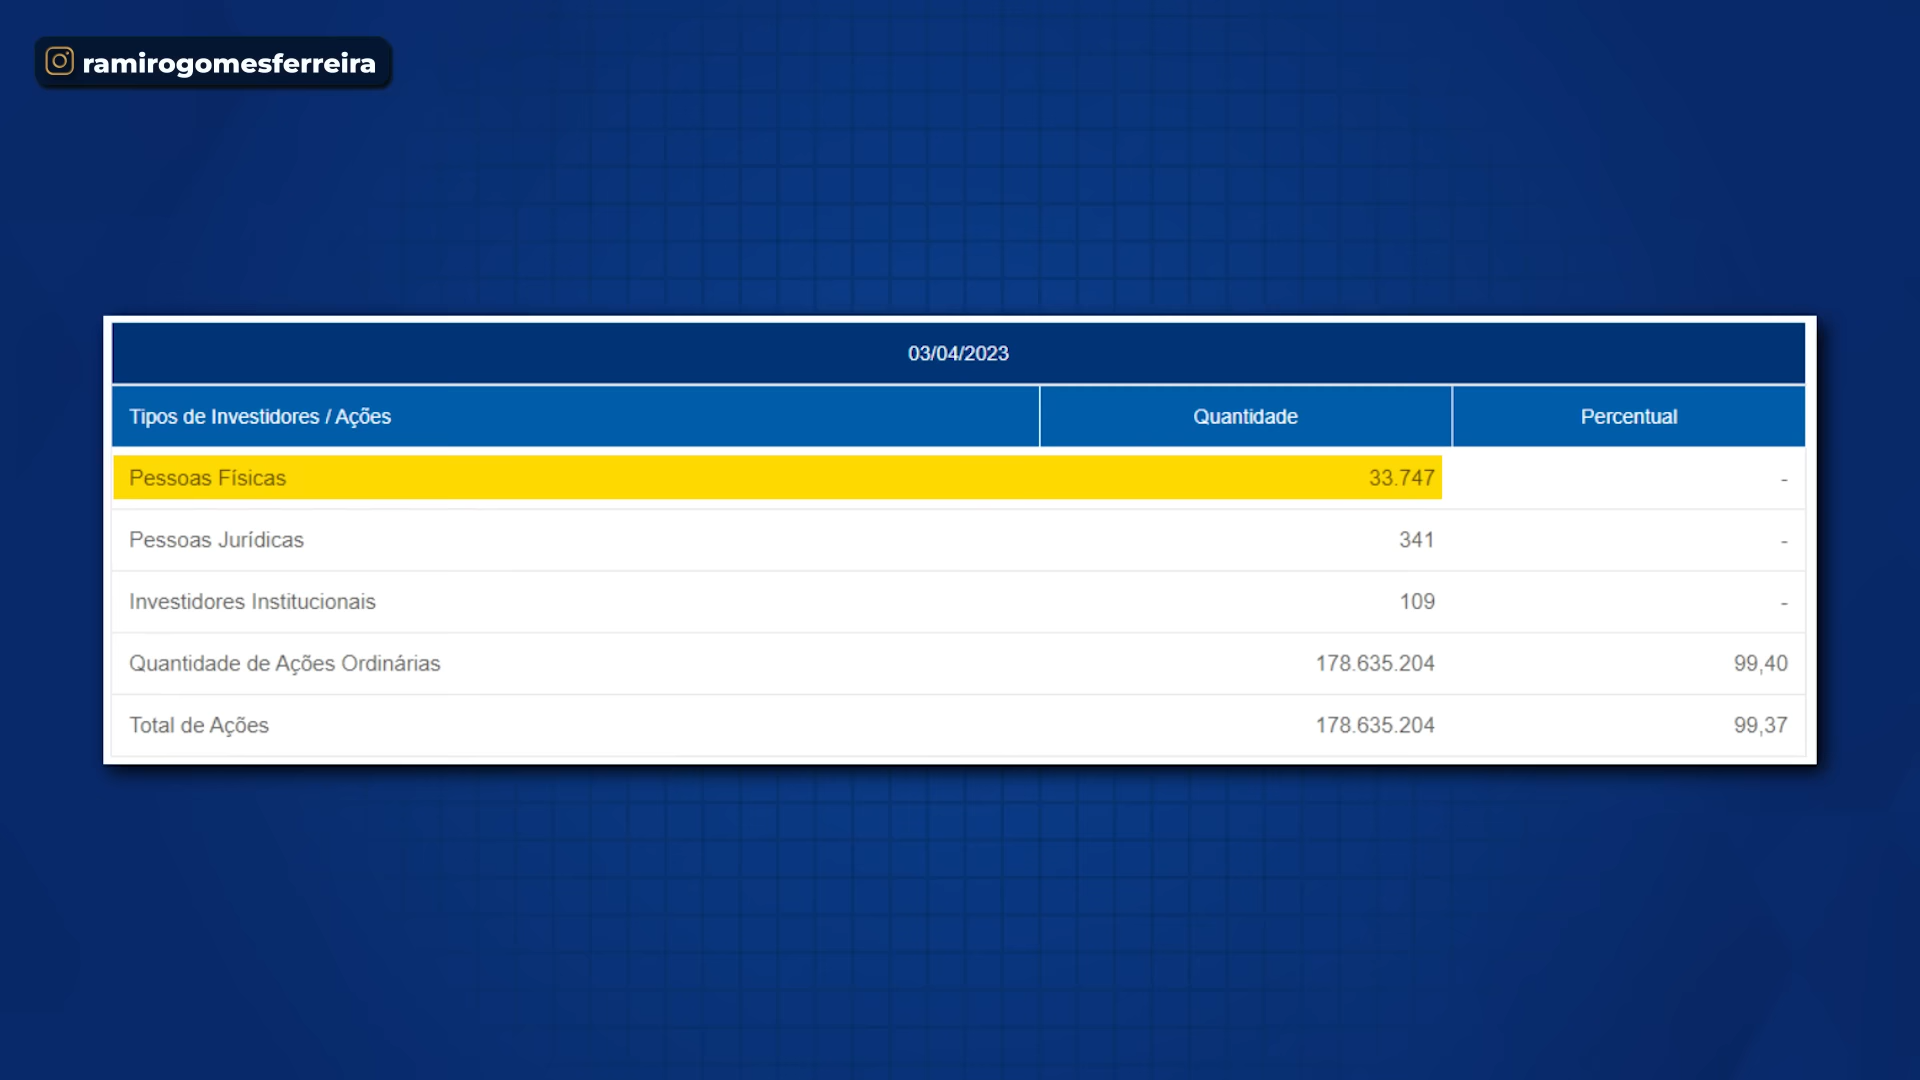 ramirogomesferreira
03/04/2023
Tipos de Investidores / Ações Quantidade Percentual
Pessoas Físicas 33.747 -
Pessoas Jurídicas 341 -
Investidores Institucionais 109 -
Quantidade de Ações Ordinárias 178.635.204 99,40
Total de Ações 178.635.204 99,37